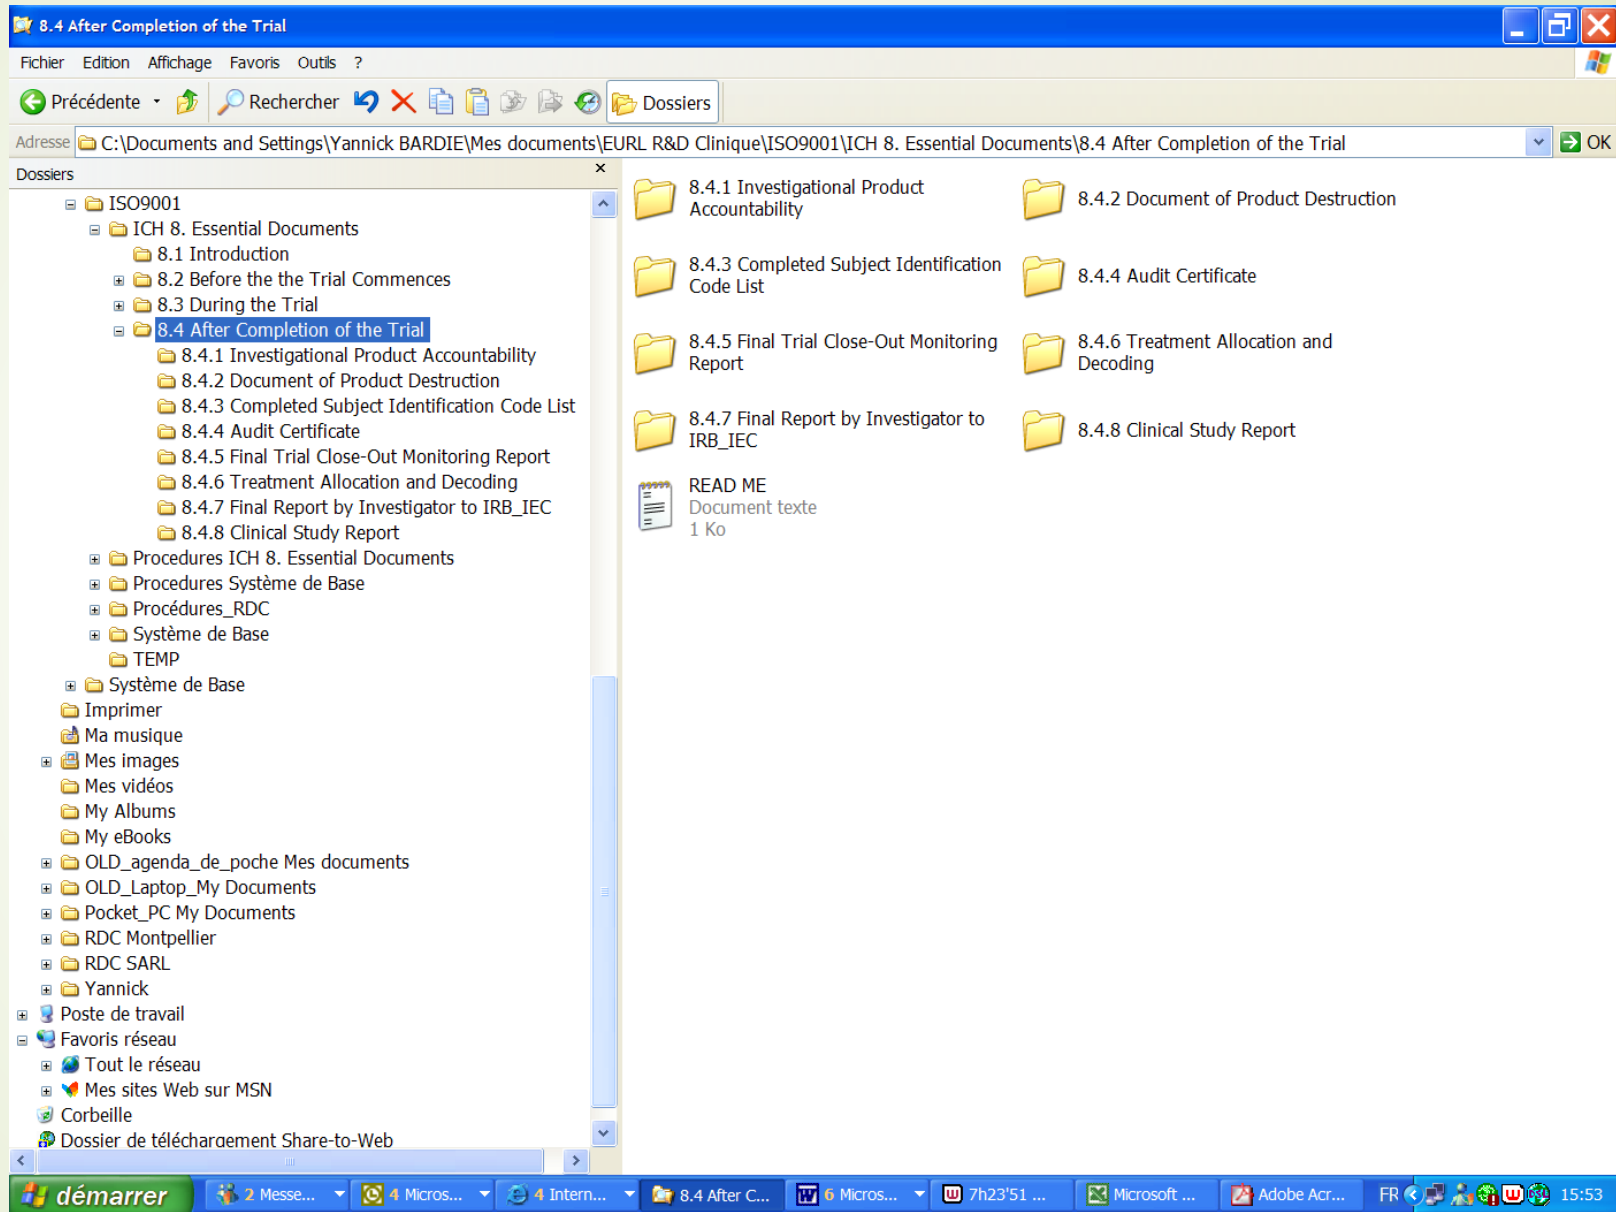 8.4 After Completion of the Trial
Fichier Edition Affichage Favoris Outils ?
Précédente Rechercher Dossiers
Adresse C:\Documents and Settings\Yannick BARDIE\Mes documents\EURL R&D Clinique\ISO9001\ICH 8. Essential Documents\8.4 After Completion of the Trial OK
Dossiers
ISO9001
ICH 8. Essential Documents
8.1 Introduction
8.2 Before the the Trial Commences
8.3 During the Trial
8.4 After Completion of the Trial
8.4.1 Investigational Product Accountability
8.4.2 Document of Product Destruction
8.4.3 Completed Subject Identification Code List
8.4.4 Audit Certificate
8.4.5 Final Trial Close-Out Monitoring Report
8.4.6 Treatment Allocation and Decoding
8.4.7 Final Report by Investigator to IRB_IEC
8.4.8 Clinical Study Report
Procedures ICH 8. Essential Documents
Procedures Système de Base
Procédures_RDC
Système de Base
TEMP
Système de Base
Imprimer
Ma musique
Mes images
Mes vidéos
My Albums
My eBooks
OLD_agenda_de_poche Mes documents
OLD_Laptop_My Documents
Pocket_PC My Documents
RDC Montpellier
RDC SARL
Yannick
Poste de travail
Favoris réseau
Tout le réseau
Mes sites Web sur MSN
Corbeille
Dossier de téléchargement Share-to-Web
8.4.1 Investigational Product
Accountability
8.4.2 Document of Product Destruction
8.4.3 Completed Subject Identification
Code List
8.4.4 Audit Certificate
8.4.5 Final Trial Close-Out Monitoring
Report
8.4.6 Treatment Allocation and
Decoding
8.4.7 Final Report by Investigator to
IRB_IEC
8.4.8 Clinical Study Report
READ ME
Document texte
1 Ko
démarrer 2 Messe... 4 Micros... 4 Intern... 8.4 After C... 6 Micros... 7h23'51 ... Microsoft ... Adobe Acr... FR 15:53